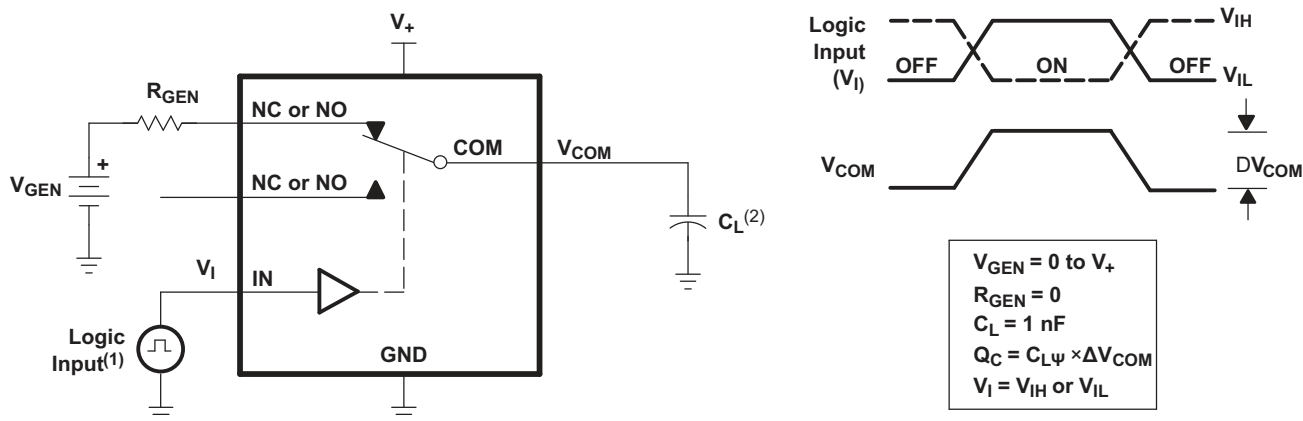 V+
RGEN
NC or NO
COM
VCOM
+
VGEN
NC or NO
CL(2)
VI
IN
Logic
Input(1)
GND
Logic
Input
(VI)
OFF
ON
OFF
VIH
VIL
VCOM
DVCOM
VGEN = 0 to V+
RGEN = 0
CL = 1 nF
QC = CLΨ ×ΔVCOM
VI = VIH or VIL